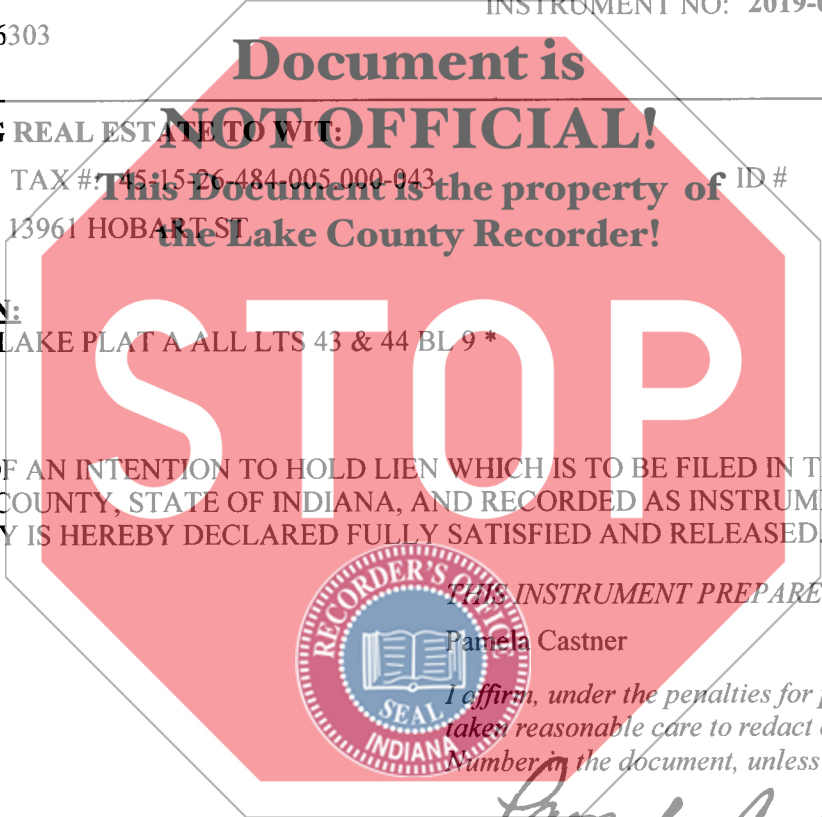 INSTRUMENT NO: 2019-0
6303
Document is
NOT OFFICIAL!
G REAL ESTATE TO WIT:
This Document is the property of
TAX #: 45-15-26-484-005.000-043 ID #
the Lake County Recorder!
13961 HOBART ST
N:
LAKE PLAT A ALL LTS 43 & 44 BL 9 *
STOP
OF AN INTENTION TO HOLD LIEN WHICH IS TO BE FILED IN T
COUNTY, STATE OF INDIANA, AND RECORDED AS INSTRUM
Y IS HEREBY DECLARED FULLY SATISFIED AND RELEASED.
RECORDER'S OFFICE
SEAL
INDIANA
THIS INSTRUMENT PREPARE
Pamela Castner
I affirm, under the penalties for p
taken reasonable care to redact e
Number in the document, unless